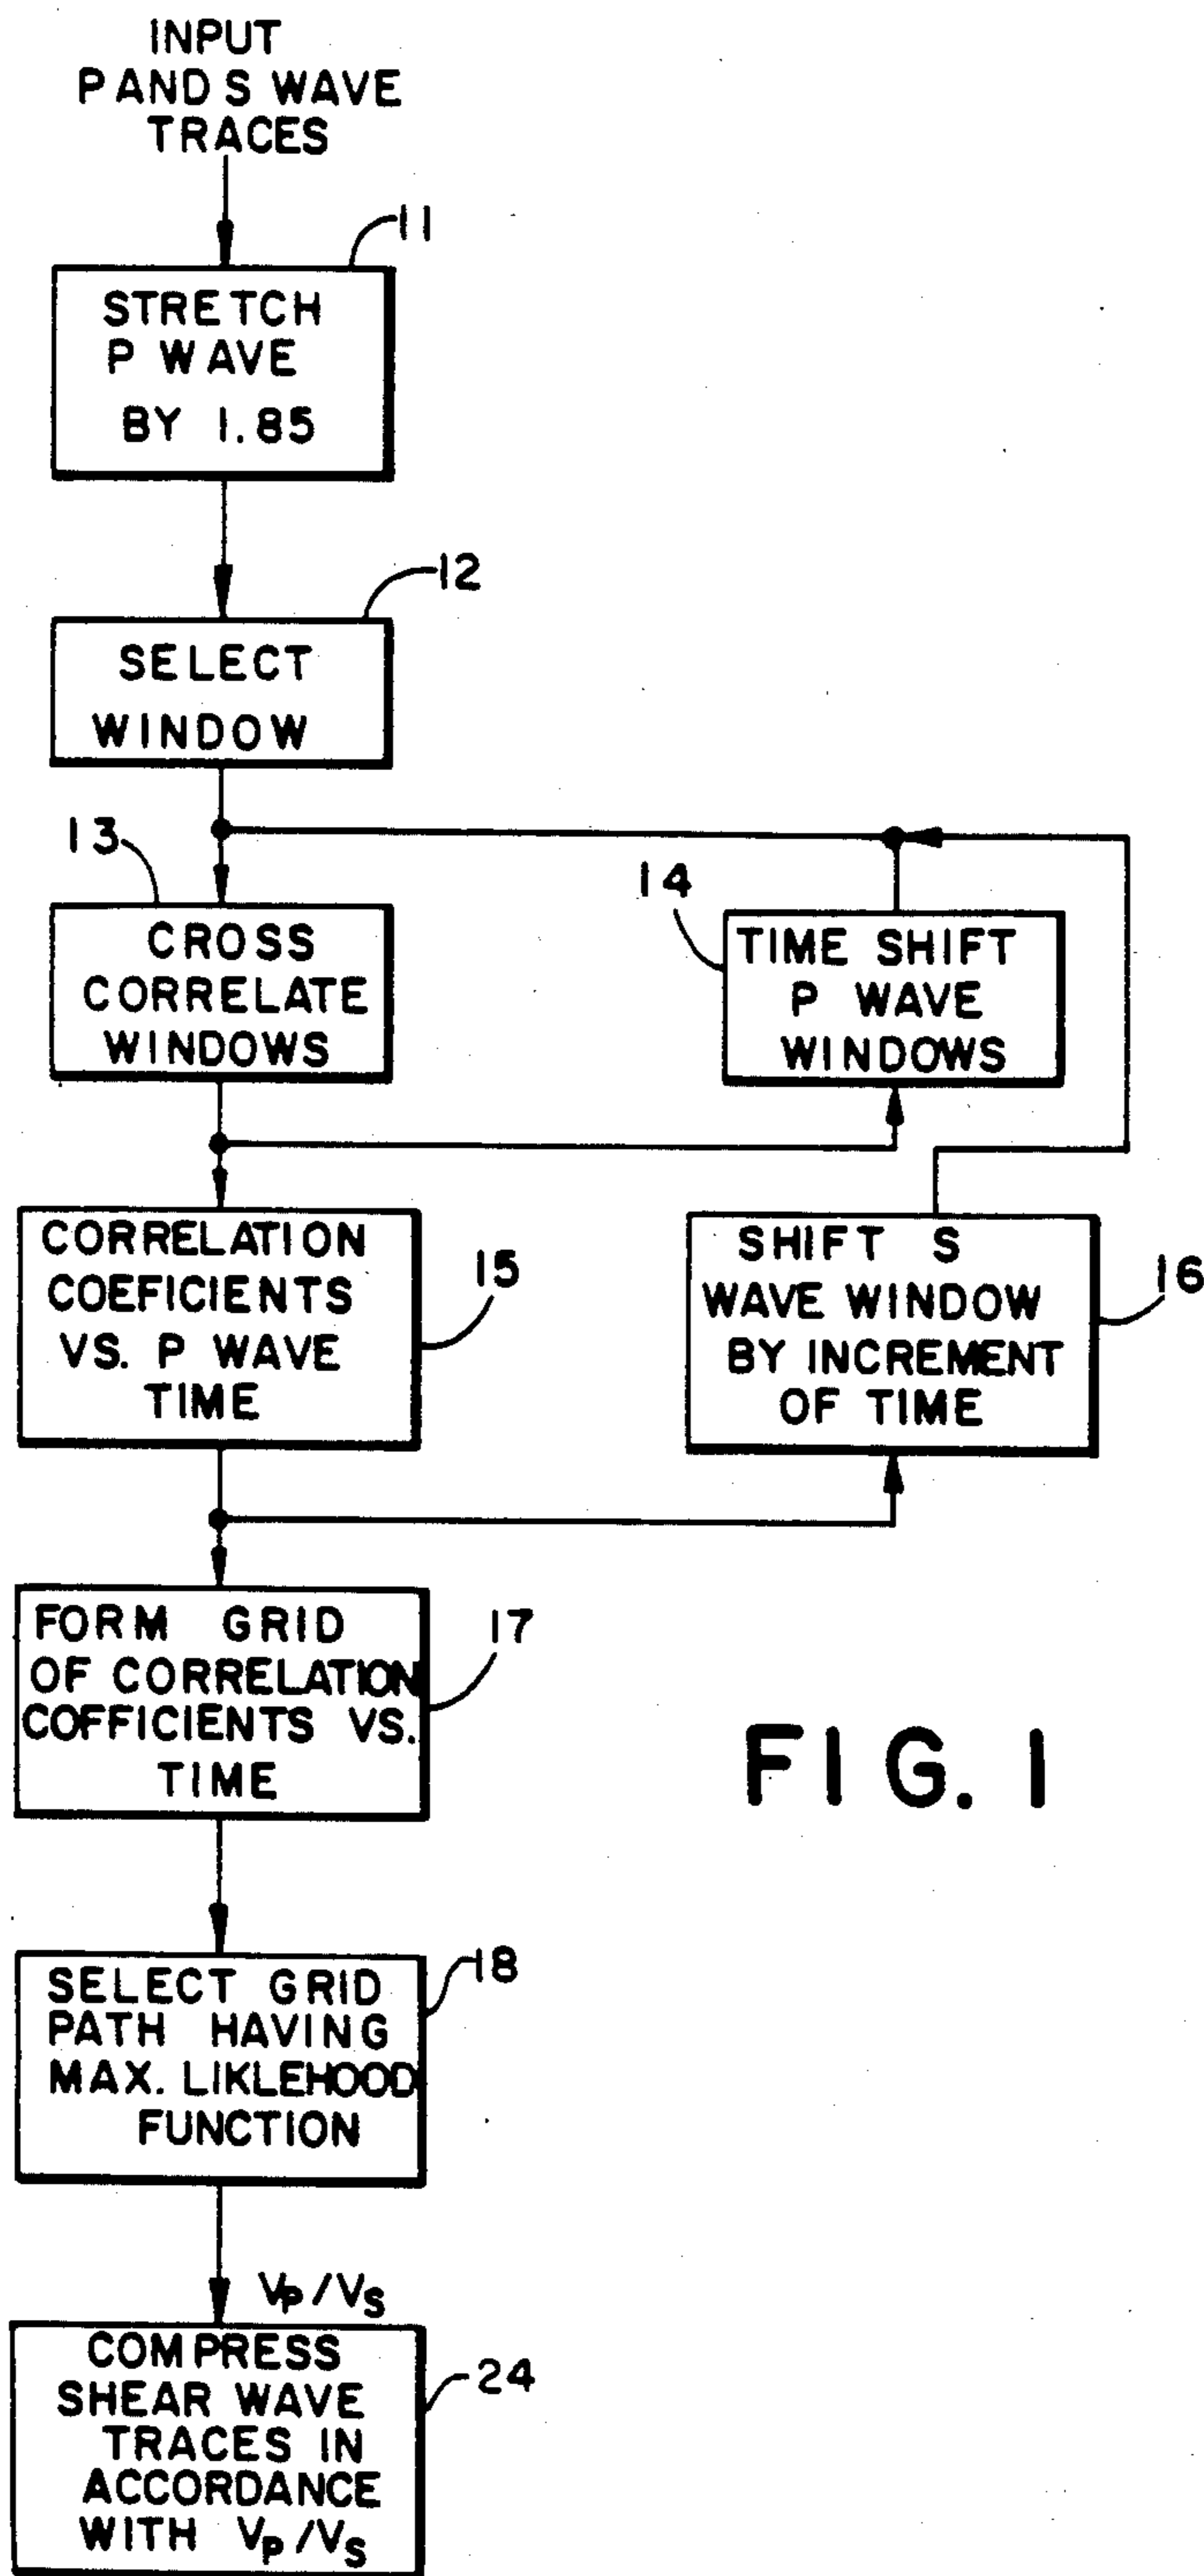 INPUT
P AND S WAVE
TRACES
11
STRETCH
P WAVE
BY 1.85
12
SELECT
WINDOW
13
CROSS
CORRELATE
WINDOWS
14
TIME SHIFT
P WAVE
WINDOWS
CORRELATION
COEFICIENTS
VS. P WAVE
TIME
15
SHIFT S
WAVE WINDOW
BY INCREMENT
OF TIME
16
FORM GRID
OF CORRELATION
COFFICIENTS VS.
TIME
17
FIG. 1
SELECT GRID
PATH HAVING
MAX. LIKLEHOOD
FUNCTION
18
VP/VS
COMPRESS
SHEAR WAVE
TRACES IN
ACCORDANCE
WITH VP/VS
24